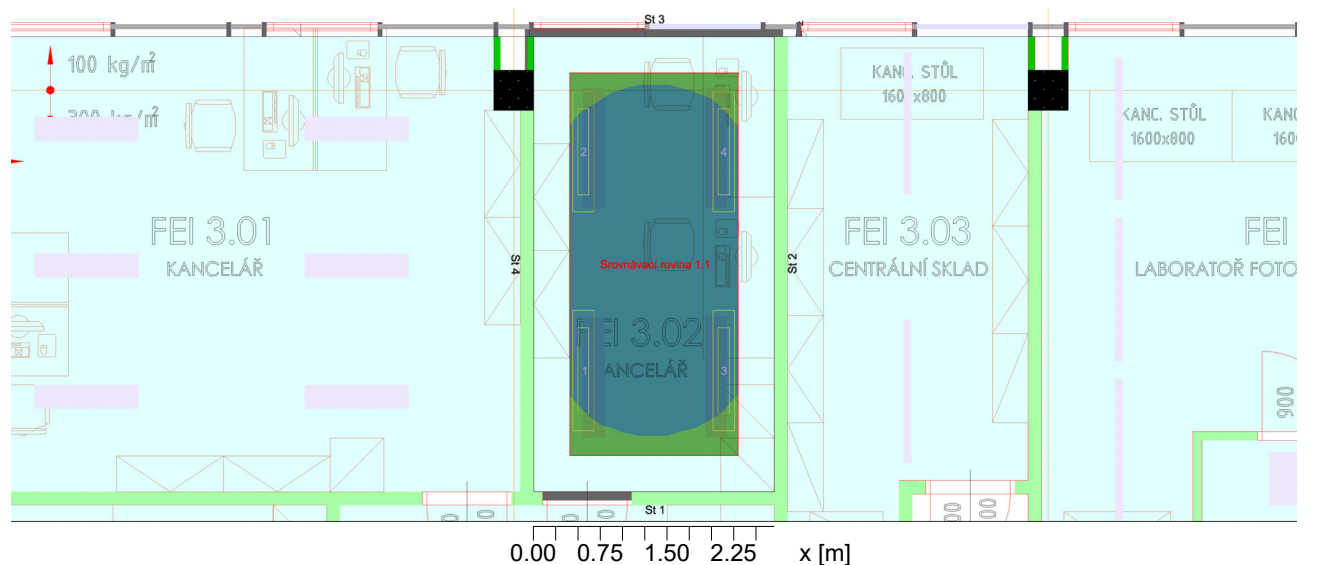 St 3
100 kg/m²
300 kg/m²
KANC. STŮL
1600x800
KANC. STŮL
1600x800
KANC
160
2
4
FEI 3.01
KANCELÁŘ
St 4
Srovnávací rovina 1.1
St 2
FEI 3.03
CENTRÁLNÍ SKLAD
FEI
LABORATOŘ FOTO
FEI 3.02
KANCELÁŘ
1
3
900
St 1
0.00 0.75 1.50 2.25 x [m]